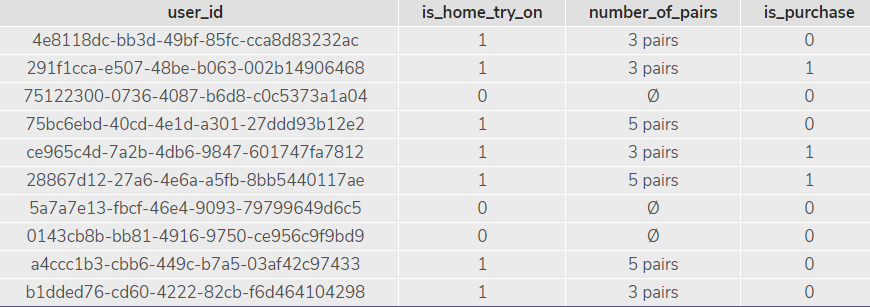 user_id is_home_try_on number_of_pairs is_purchase
4e8118dc-bb3d-49bf-85fc-cca8d83232ac 1 3 pairs 0
291f1cca-e507-48be-b063-002b14906468 1 3 pairs 1
75122300-0736-4087-b6d8-c0c5373a1a04 0 Ø 0
75bc6ebd-40cd-4e1d-a301-27ddd93b12e2 1 5 pairs 0
ce965c4d-7a2b-4db6-9847-601747fa7812 1 3 pairs 1
28867d12-27a6-4e6a-a5fb-8bb5440117ae 1 5 pairs 1
5a7a7e13-fbcf-46e4-9093-79799649d6c5 0 Ø 0
0143cb8b-bb81-4916-9750-ce956c9f9bd9 0 Ø 0
a4ccc1b3-cbb6-449c-b7a5-03af42c97433 1 5 pairs 0
b1dded76-cd60-4222-82cb-f6d464104298 1 3 pairs 0